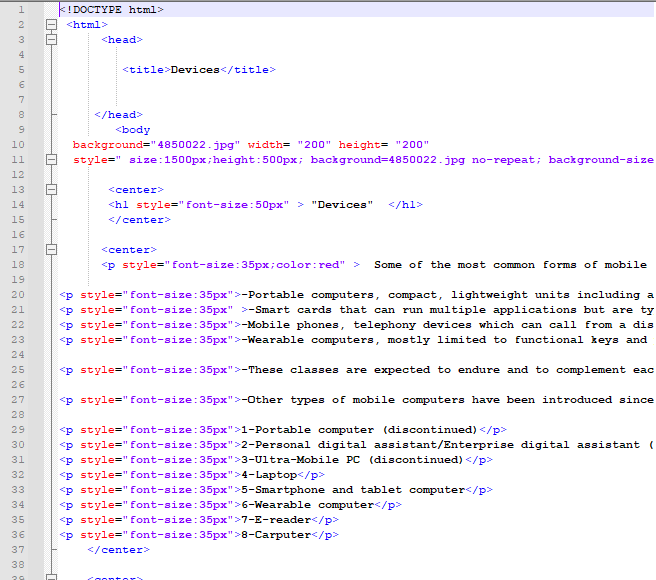 1 <!DOCTYPE html>
2 <html>
3 <head>
4
5 <title>Devices</title>
6
7
8 </head>
9 <body
10 background="4850022.jpg" width= "200" height= "200"
11 style=" size:1500px;height:500px; background=4850022.jpg no-repeat; background-size
12
13 <center>
14 <h1 style="font-size:50px" > "Devices" </h1>
15 </center>
16
17 <center>
18 <p style="font-size:35px;color:red" > Some of the most common forms of mobile
19
20 <p style="font-size:35px">-Portable computers, compact, lightweight units including a
21 <p style="font-size:35px" >-Smart cards that can run multiple applications but are ty
22 <p style="font-size:35px">-Mobile phones, telephony devices which can call from a dis
23 <p style="font-size:35px">-Wearable computers, mostly limited to functional keys and
24
25 <p style="font-size:35px">-These classes are expected to endure and to complement eac
26
27 <p style="font-size:35px">-Other types of mobile computers have been introduced since
28
29 <p style="font-size:35px">1-Portable computer (discontinued)</p>
30 <p style="font-size:35px">2-Personal digital assistant/Enterprise digital assistant (
31 <p style="font-size:35px">3-Ultra-Mobile PC (discontinued)</p>
32 <p style="font-size:35px">4-Laptop</p>
33 <p style="font-size:35px">5-Smartphone and tablet computer</p>
34 <p style="font-size:35px">6-Wearable computer</p>
35 <p style="font-size:35px">7-E-reader</p>
36 <p style="font-size:35px">8-Carputer</p>
37 </center>
38
39 <center>